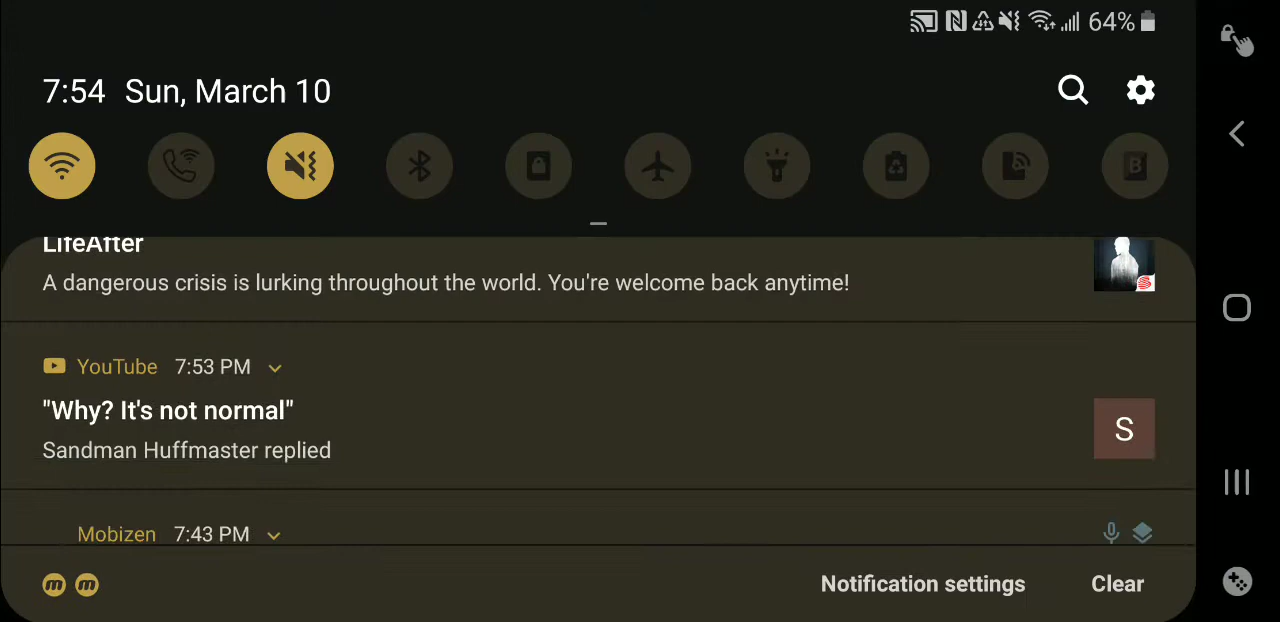 64%
7:54 Sun, March 10
B
LifeAfter
A dangerous crisis is lurking throughout the world. You're welcome back anytime!
YouTube 7:53 PM
"Why? It's not normal"
Sandman Huffmaster replied
S
Mobizen 7:43 PM
m m
Notification settings Clear